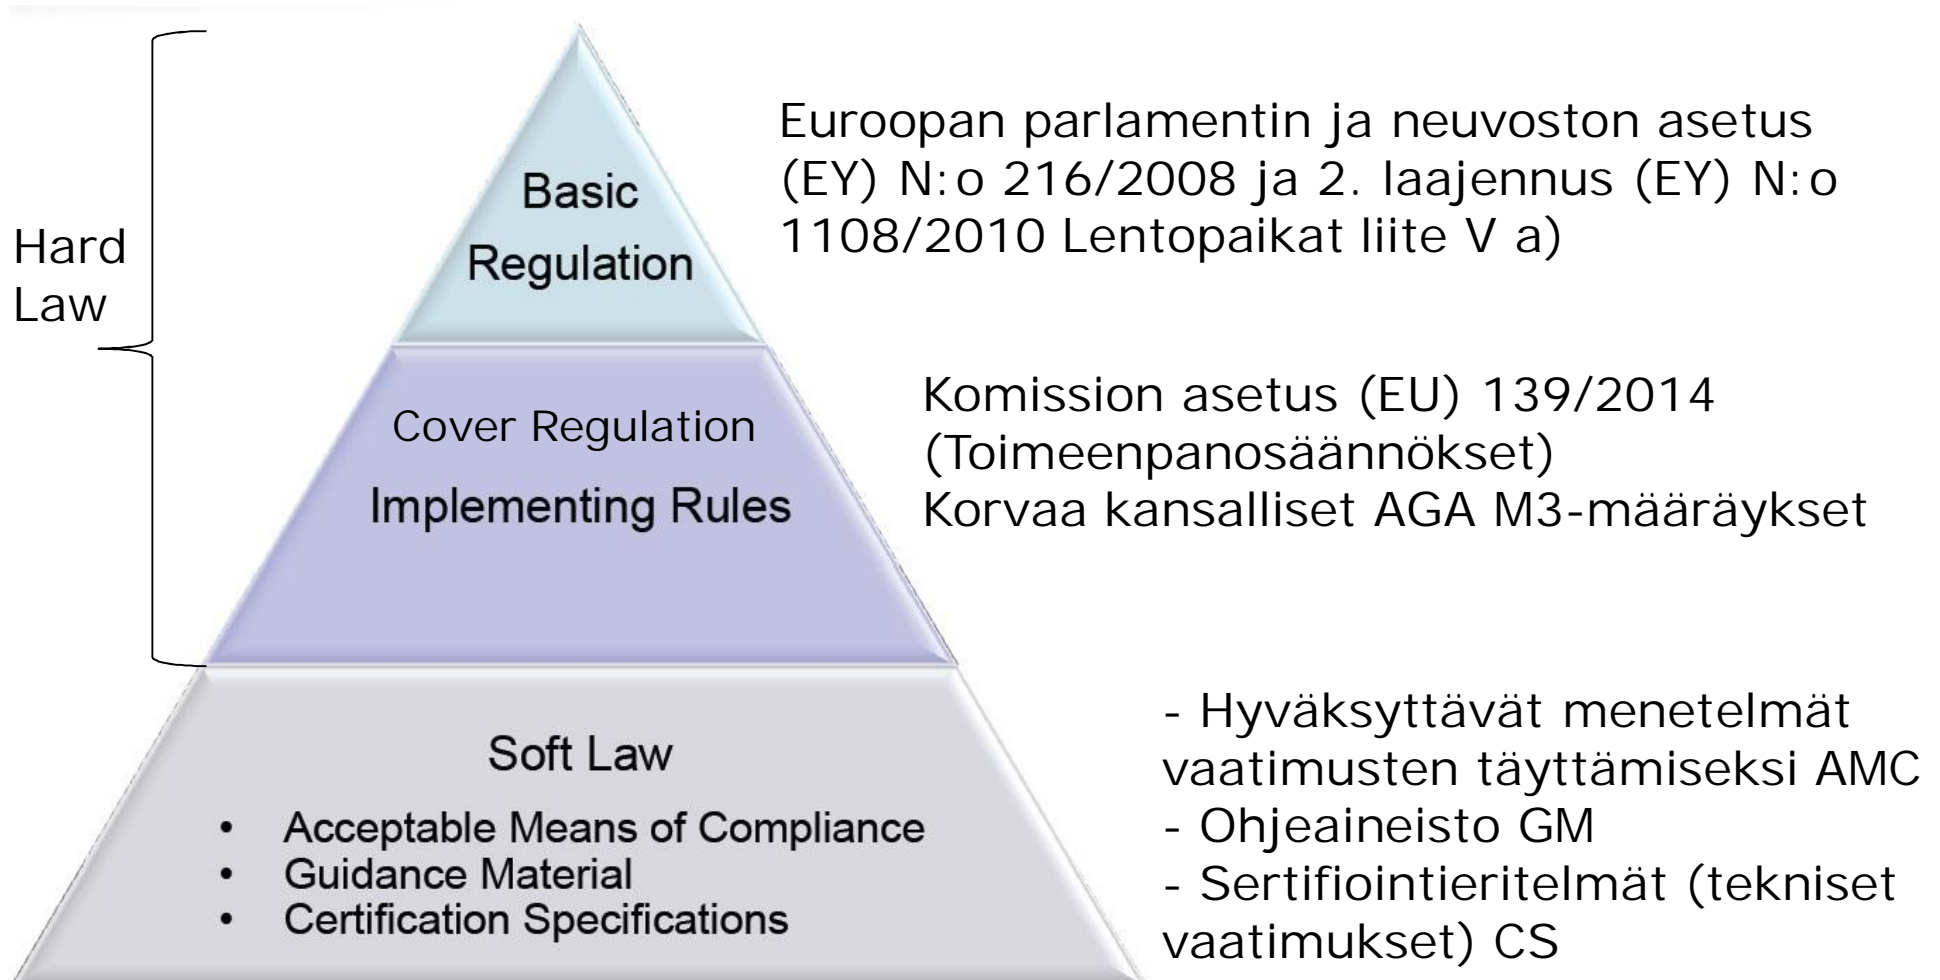 Hard
Law
Basic
Regulation
Euroopan parlamentin ja neuvoston asetus
(EY) N:o 216/2008 ja 2. laajennus (EY) N:o
1108/2010 Lentopaikat liite V a)
Cover Regulation
Implementing Rules
Komission asetus (EU) 139/2014
(Toimeenpanosäännökset)
Korvaa kansalliset AGA M3-määräykset
Soft Law
• Acceptable Means of Compliance
• Guidance Material
• Certification Specifications
- Hyväksyttävät menetelmät
vaatimusten täyttämiseksi AMC
- Ohjeaineisto GM
- Sertifiointieritelmät (tekniset
vaatimukset) CS